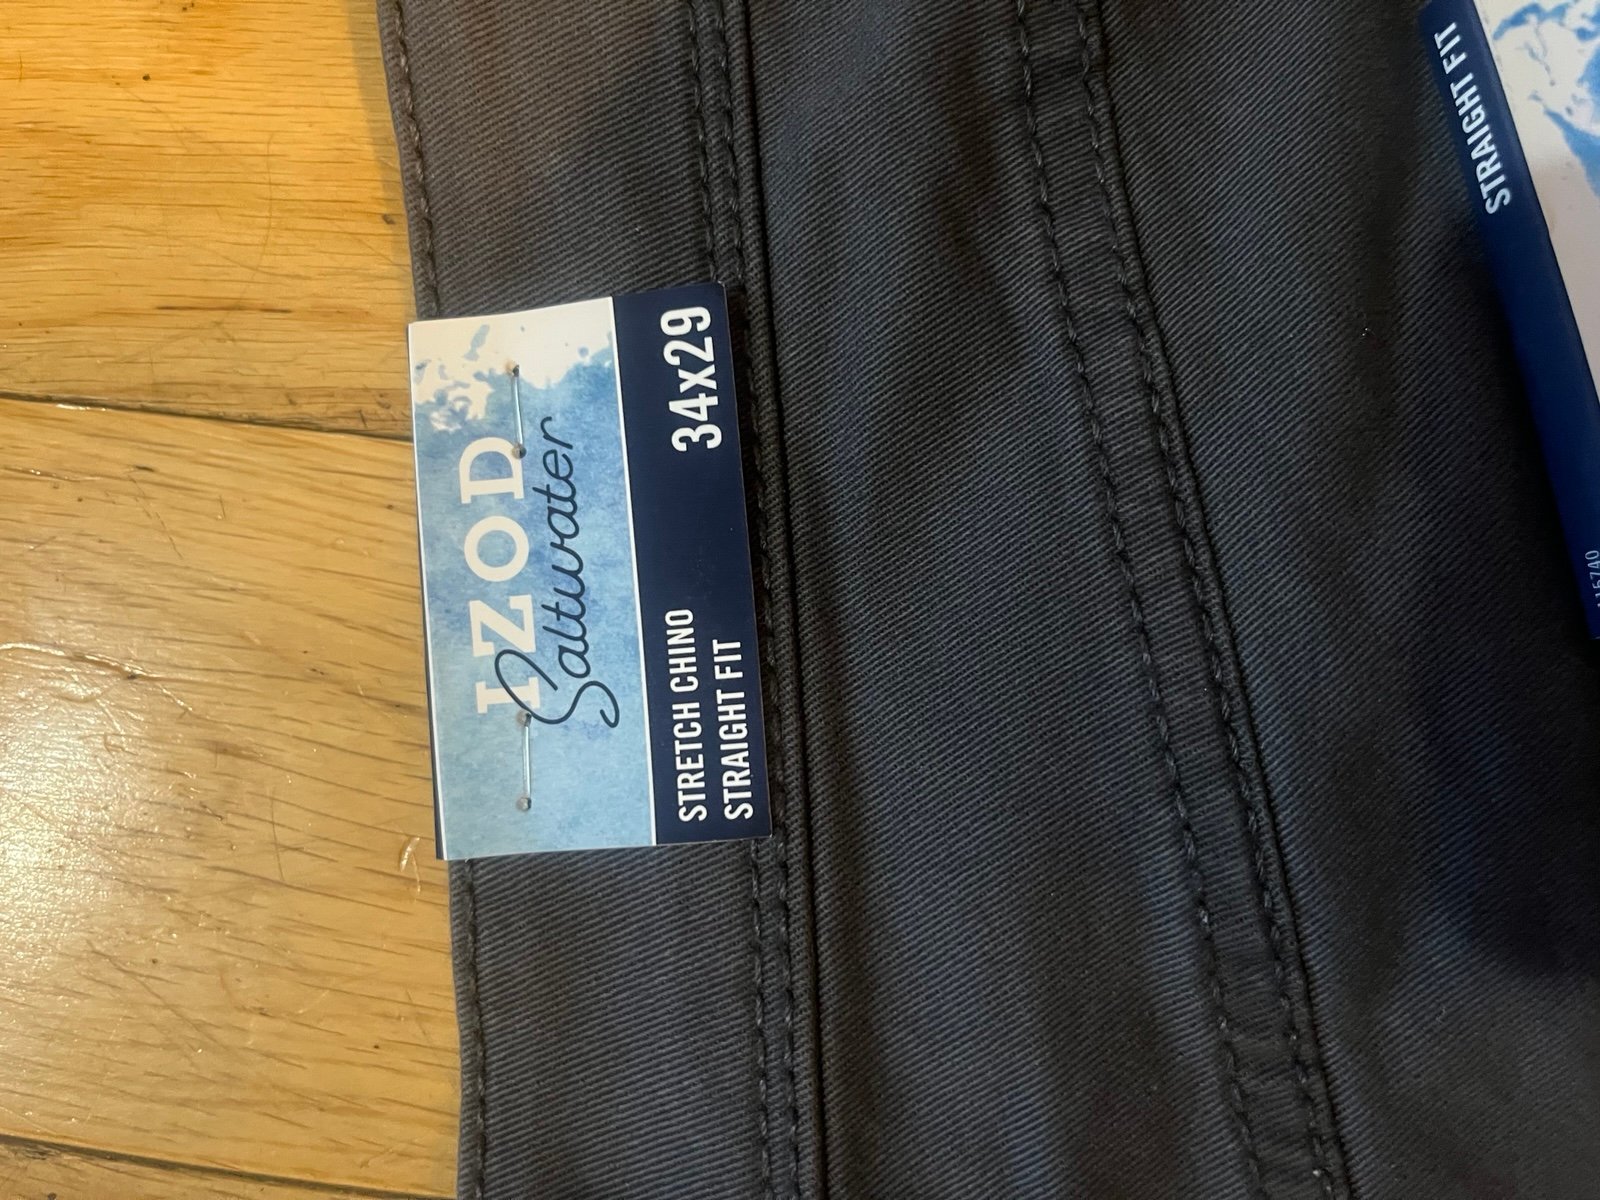 IZOD
Saltwater
STRETCH CHINO
STRAIGHT FIT
34x29
STRAIGHT FIT